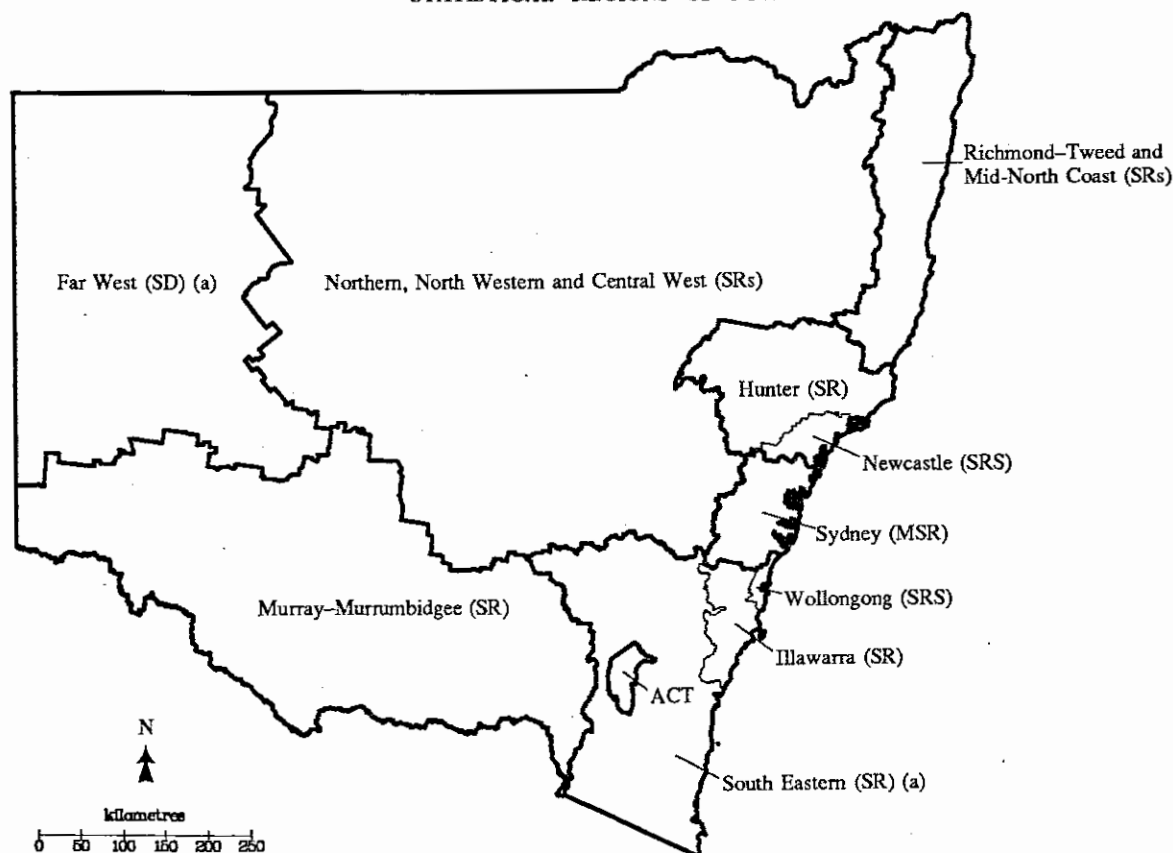 Richmond–Tweed and
Mid-North Coast (SRs)
Far West (SD) (a)
Northern, North Western and Central West (SRs)
Hunter (SR)
Newcastle (SRS)
Sydney (MSR)
Wollongong (SRS)
Murray–Murrumbidgee (SR)
Illawarra (SR)
ACT
N
South Eastern (SR) (a)
kilometres
0 50 100 150 200 250